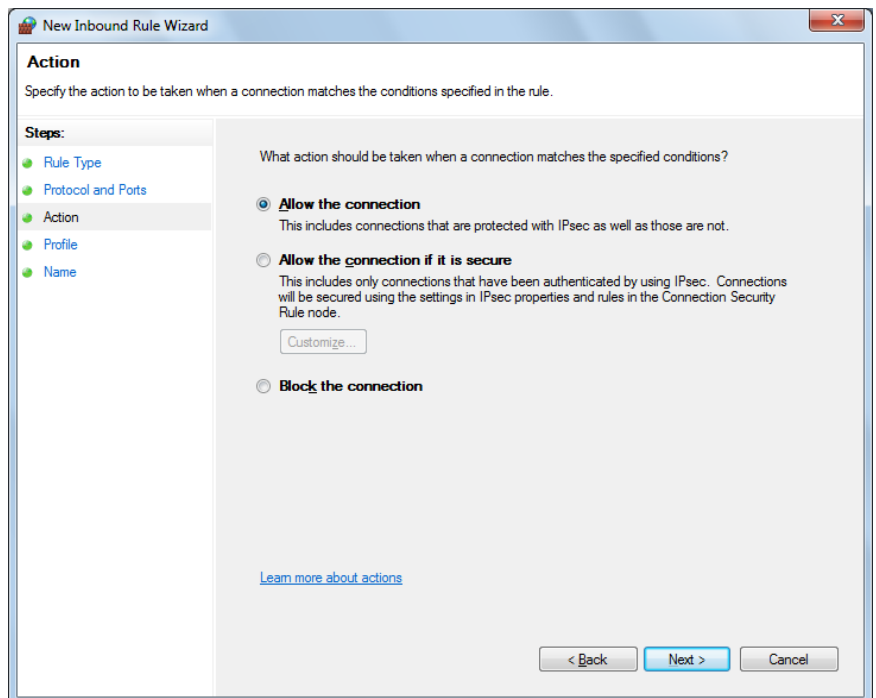 New Inbound Rule Wizard
Action
Specify the action to be taken when a connection matches the conditions specified in the rule.
Steps:
Rule Type
Protocol and Ports
Action
Profile
Name
What action should be taken when a connection matches the specified conditions?
Allow the connection
This includes connections that are protected with IPsec as well as those are not.
Allow the connection if it is secure
This includes only connections that have been authenticated by using IPsec. Connections
will be secured using the settings in IPsec properties and rules in the Connection Security
Rule node.
Customize...
Block the connection
Learn more about actions
< Back
Next >
Cancel